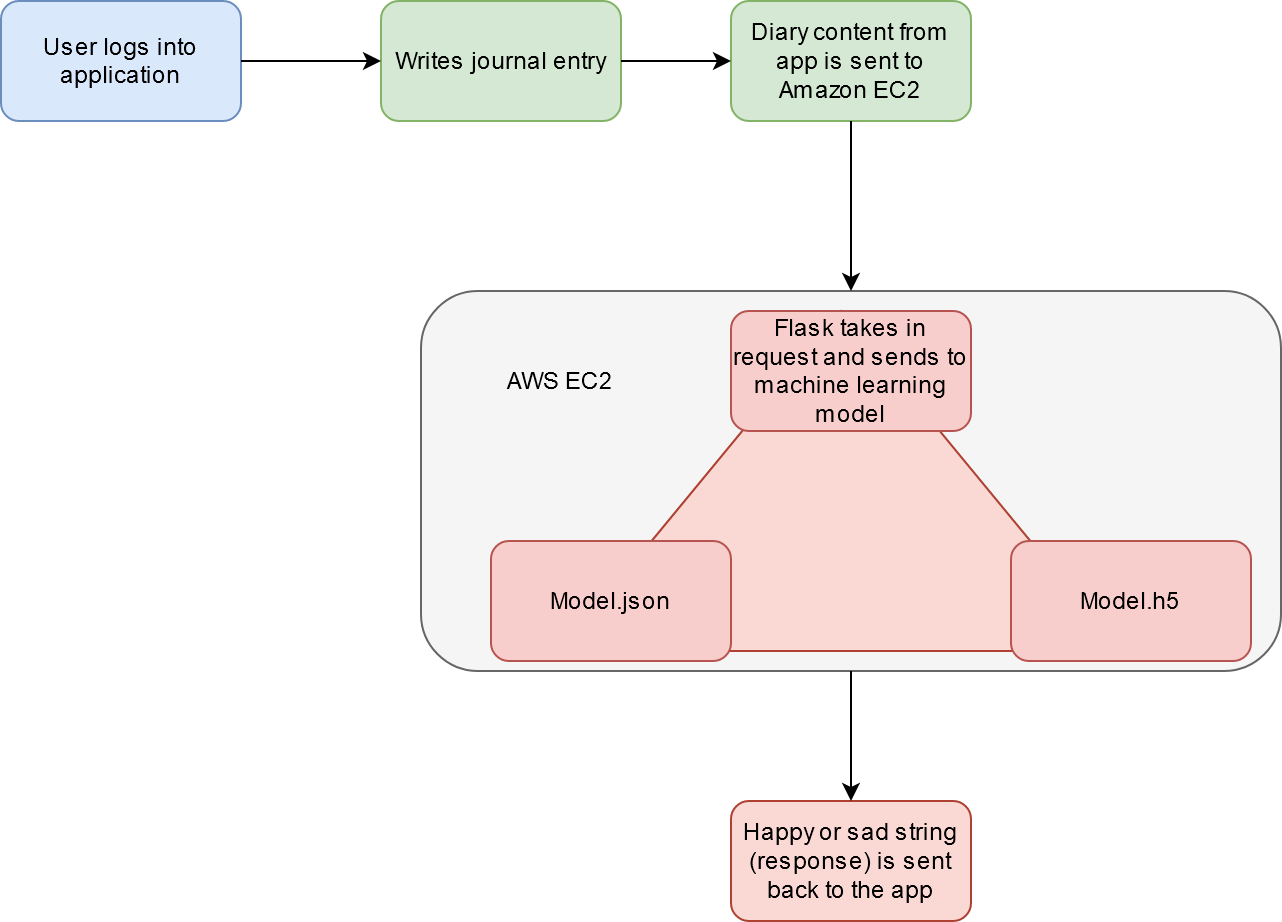 User logs into
application
Writes journal entry
Diary content from
app is sent to
Amazon EC2
AWS EC2
Flask takes in
request and sends to
machine learning
model
Model.json
Model.h5
Happy or sad string
(response) is sent
back to the app